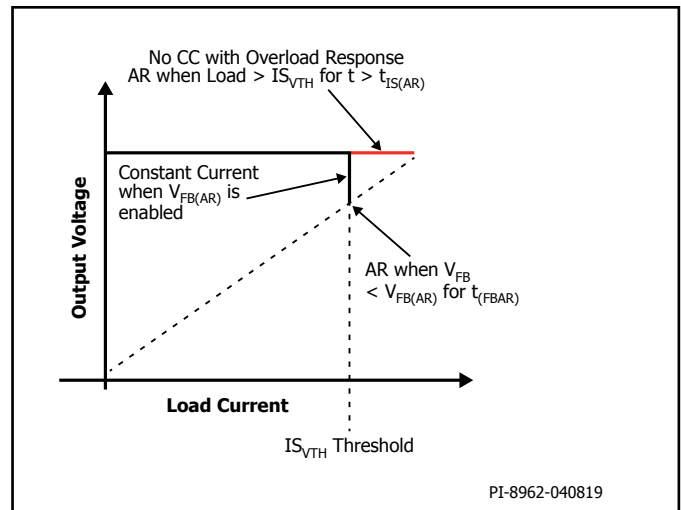 No CC with Overload Response
AR when Load > IS_VTH for t > t_IS(AR)
Constant Current
when V_FB(AR) is
enabled
Output Voltage
AR when V_FB
< V_FB(AR) for t_(FBAR)
Load Current
IS_VTH Threshold
PI-8962-040819